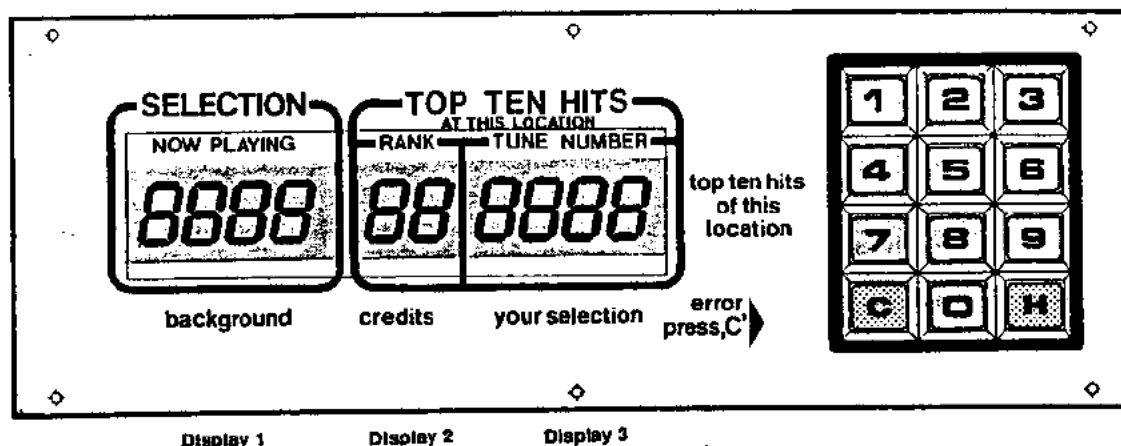 SELECTION
TOP TEN HITS
AT THIS LOCATION
NOW PLAYING
RANK
TUNE NUMBER
8888
88
8888
top ten hits
of this
location
background
credits
your selection
error
press,C'
1 2 3
4 5 6
7 8 9
C 0 H
Display 1
Display 2
Display 3